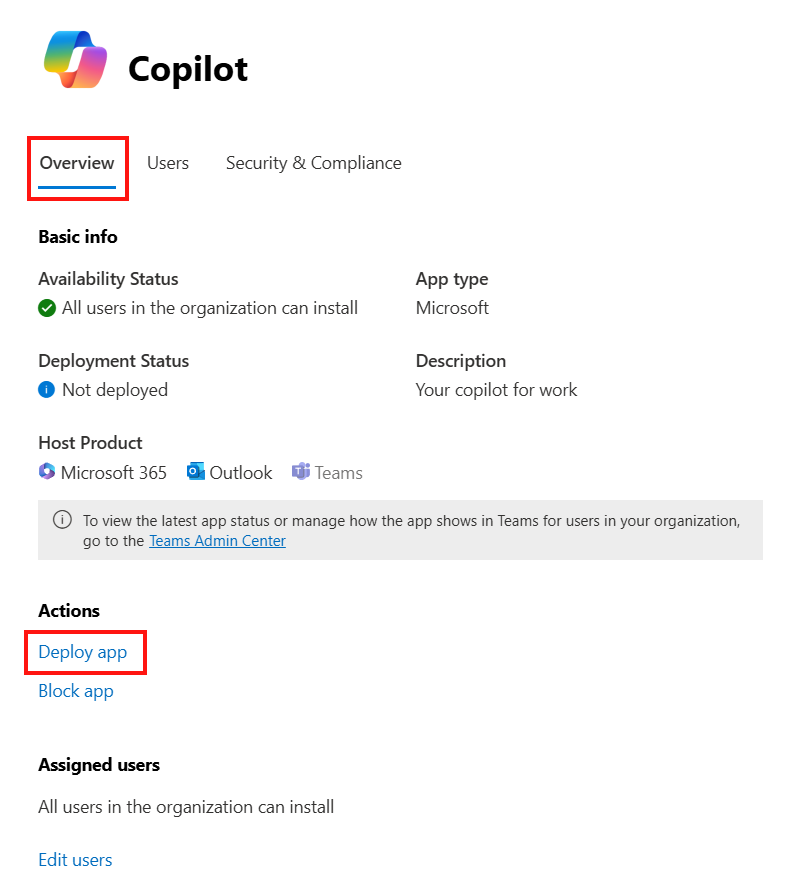 Copilot
Overview Users Security & Compliance
Basic info
Availability Status
All users in the organization can install
App type
Microsoft
Deployment Status
Not deployed
Description
Your copilot for work
Host Product
Microsoft 365 Outlook Teams
To view the latest app status or manage how the app shows in Teams for users in your organization,
go to the Teams Admin Center
Actions
Deploy app
Block app
Assigned users
All users in the organization can install
Edit users